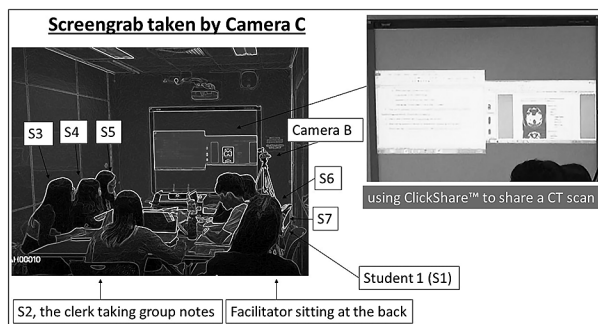 Screengrab taken by Camera C
S3
S4
S5
Camera B
S6
S7
using ClickShare™ to share a CT scan
Student 1 (S1)
AH00010
S2, the clerk taking group notes
Facilitator sitting at the back